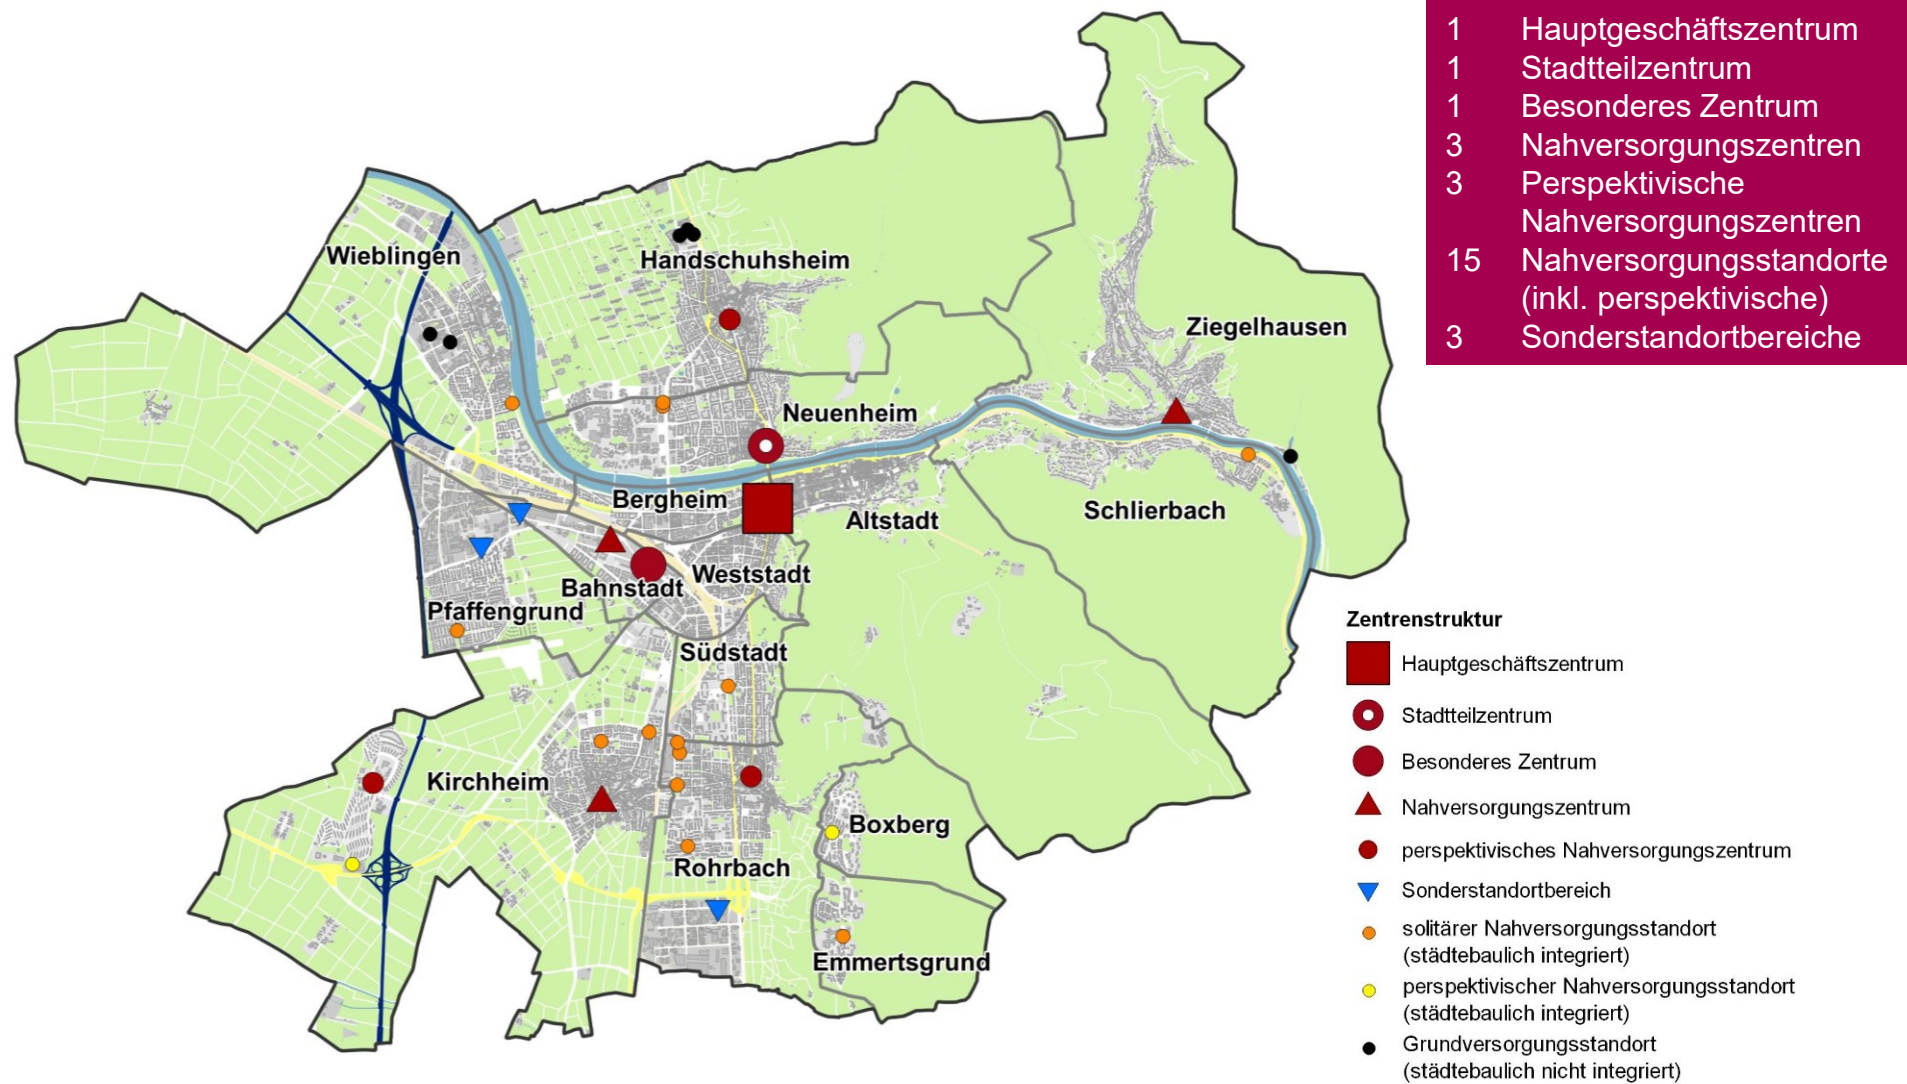 1 Hauptgeschäftszentrum
1 Stadtteilzentrum
1 Besonderes Zentrum
3 Nahversorgungszentren
3 Perspektivische
Nahversorgungszentren
15 Nahversorgungsstandorte
(inkl. perspektivische)
3 Sonderstandortbereiche
Wieblingen
Handschuhsheim
Ziegelhausen
Neuenheim
Bergheim
Altstadt
Schlierbach
Weststadt
Bahnstadt
Pfaffengrund
Südstadt
Kirchheim
Boxberg
Rohrbach
Emmertsgrund
Zentrenstruktur
Hauptgeschäftszentrum
Stadtteilzentrum
Besonderes Zentrum
Nahversorgungszentrum
perspektivisches Nahversorgungszentrum
Sonderstandortbereich
solitärer Nahversorgungsstandort
(städtebaulich integriert)
perspektivischer Nahversorgungsstandort
(städtebaulich integriert)
Grundversorgungsstandort
(städtebaulich nicht integriert)